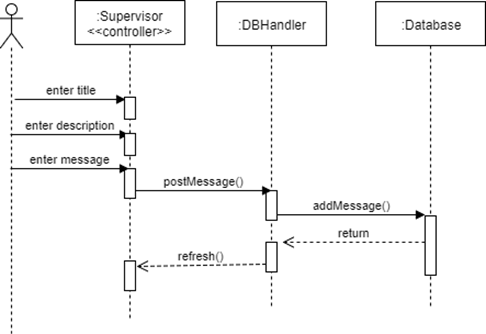 :Supervisor
<<controller>>
:DBHandler
:Database
enter title
enter description
enter message
postMessage()
addMessage()
return
refresh()